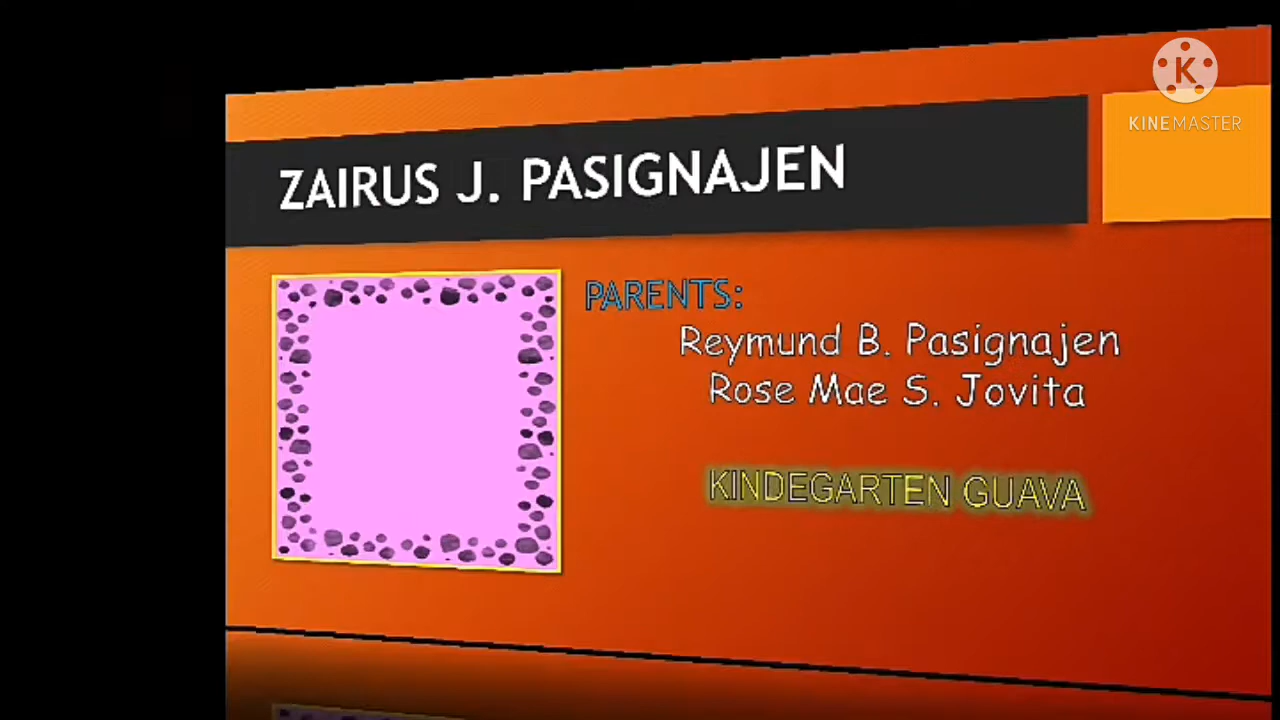 ZAIRUS J. PASIGNAJEN
PARENTS:
Reymund B. Pasignajen
Rose Mae S. Jovita
KINDEGARTEN GUAVA
K
KINEMASTER